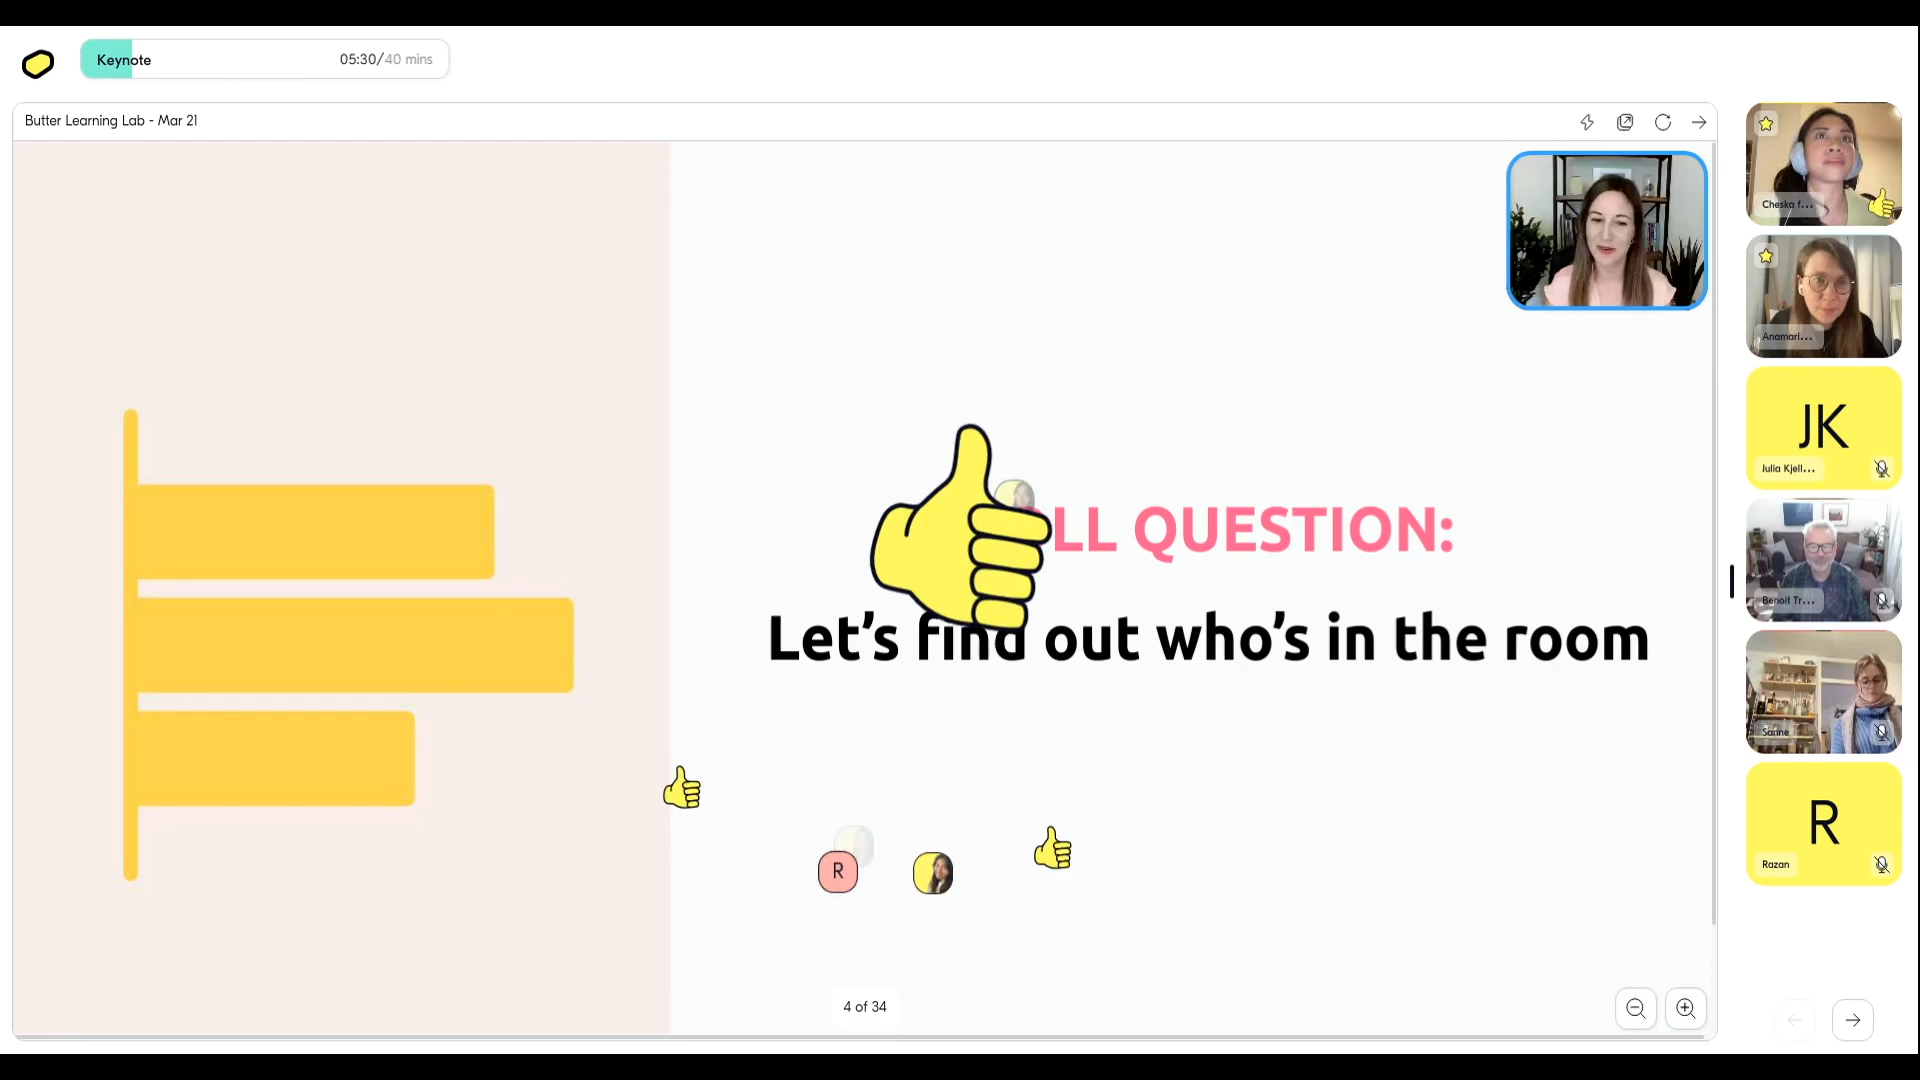 Keynote
05:30/40 mins
Butter Learning Lab - Mar 21
LL QUESTION:
Let's find out who's in the room
R
4 of 34
Cheska f...
Anamari...
JK
Julia Kjell...
Benoit Tr...
Sanne
R
Razan